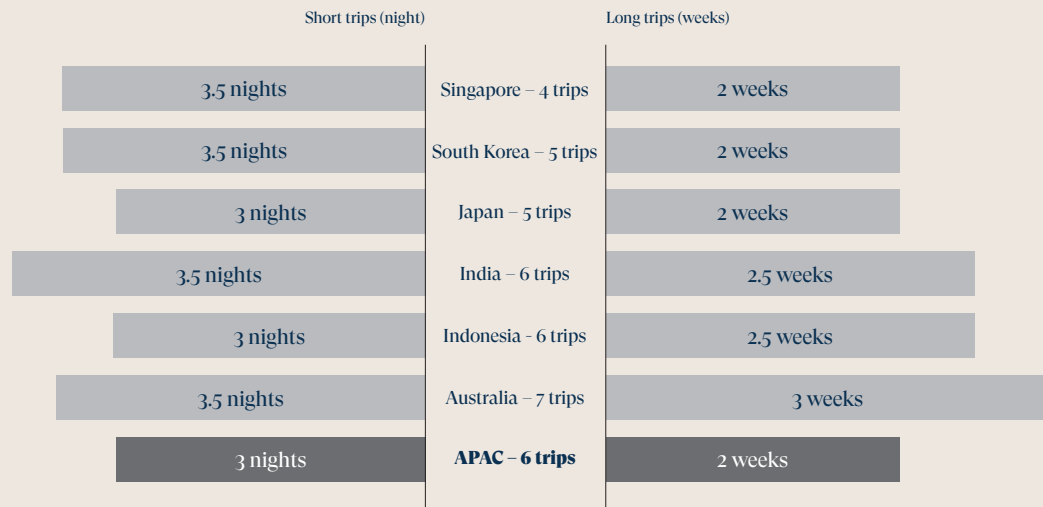 Short trips (night) Long trips (weeks)
3.5 nights Singapore – 4 trips 2 weeks
3.5 nights South Korea – 5 trips 2 weeks
3 nights Japan – 5 trips 2 weeks
3.5 nights India – 6 trips 2.5 weeks
3 nights Indonesia - 6 trips 2.5 weeks
3.5 nights Australia – 7 trips 3 weeks
3 nights APAC – 6 trips 2 weeks